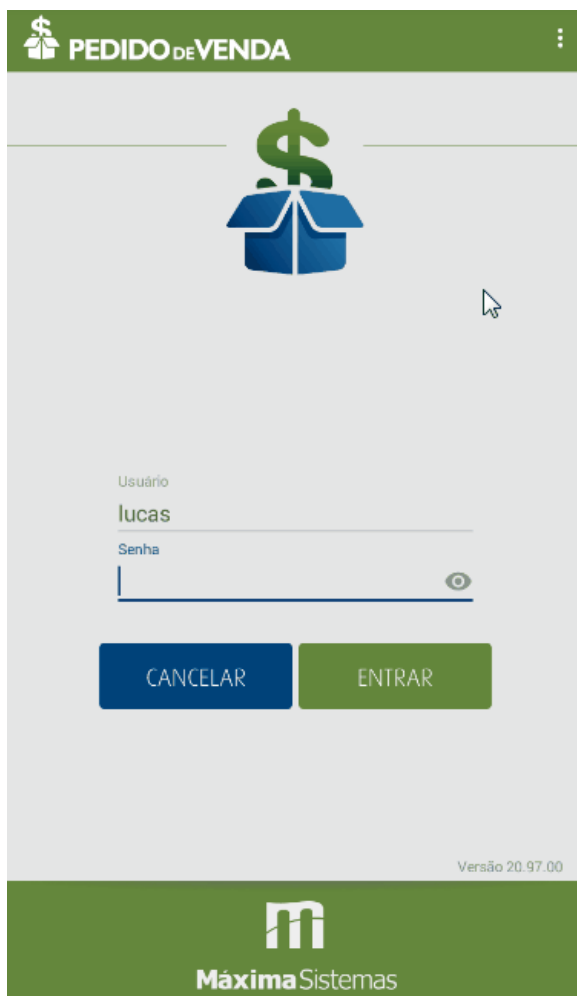 PEDIDO DE VENDA
Usuário
lucas
Senha
CANCELAR ENTRAR
Versão 20.97.00
Máxima Sistemas